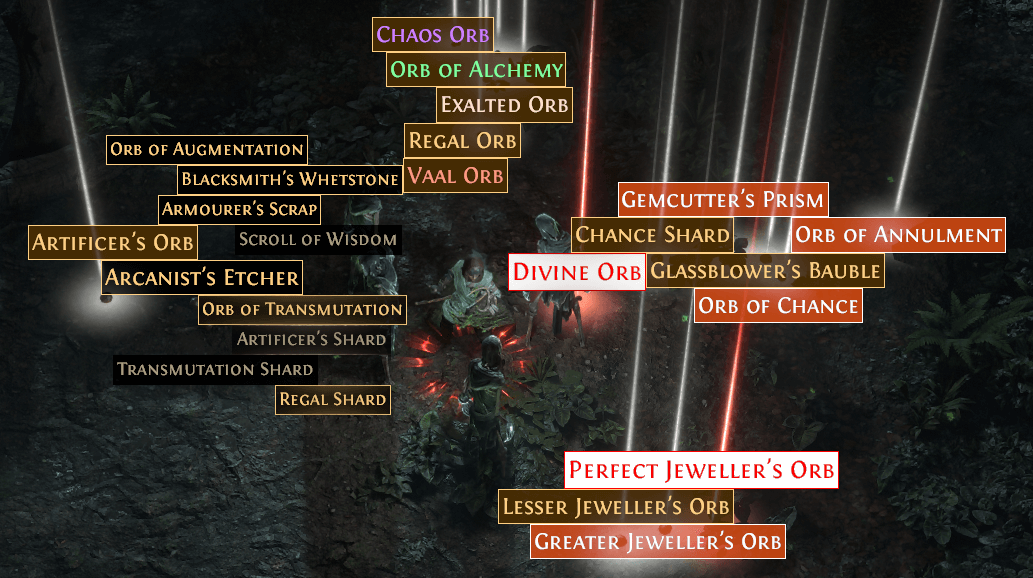 Chaos Orb
Orb of Alchemy
Exalted Orb
Regal Orb
Vaal Orb
Orb of Augmentation
Blacksmith's Whetstone
Armourer's Scrap
Artificer's Orb
Scroll of Wisdom
Arcanist's Etcher
Orb of Transmutation
Artificer's Shard
Transmutation Shard
Regal Shard
Gemcutter's Prism
Chance Shard
Orb of Annulment
Divine Orb
Glassblower's Bauble
Orb of Chance
Perfect Jeweller's Orb
Lesser Jeweller's Orb
Greater Jeweller's Orb